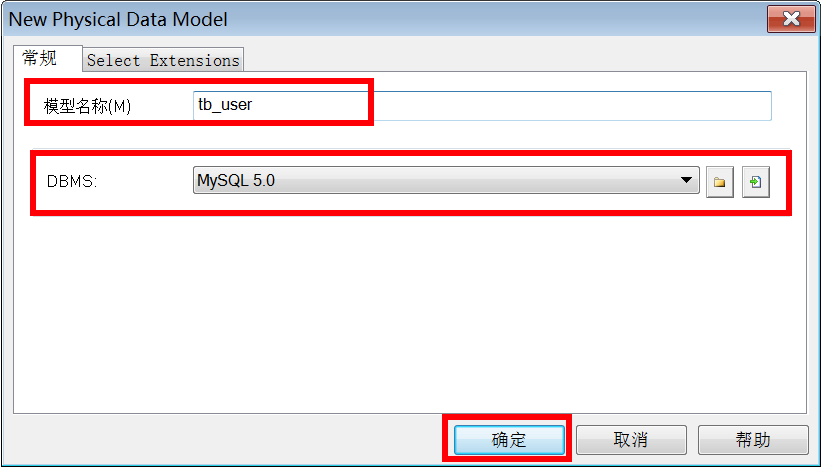 New Physical Data Model
常规 Select Extensions
模型名称(M) tb_user
DBMS: MySQL 5.0
确定 取消 帮助